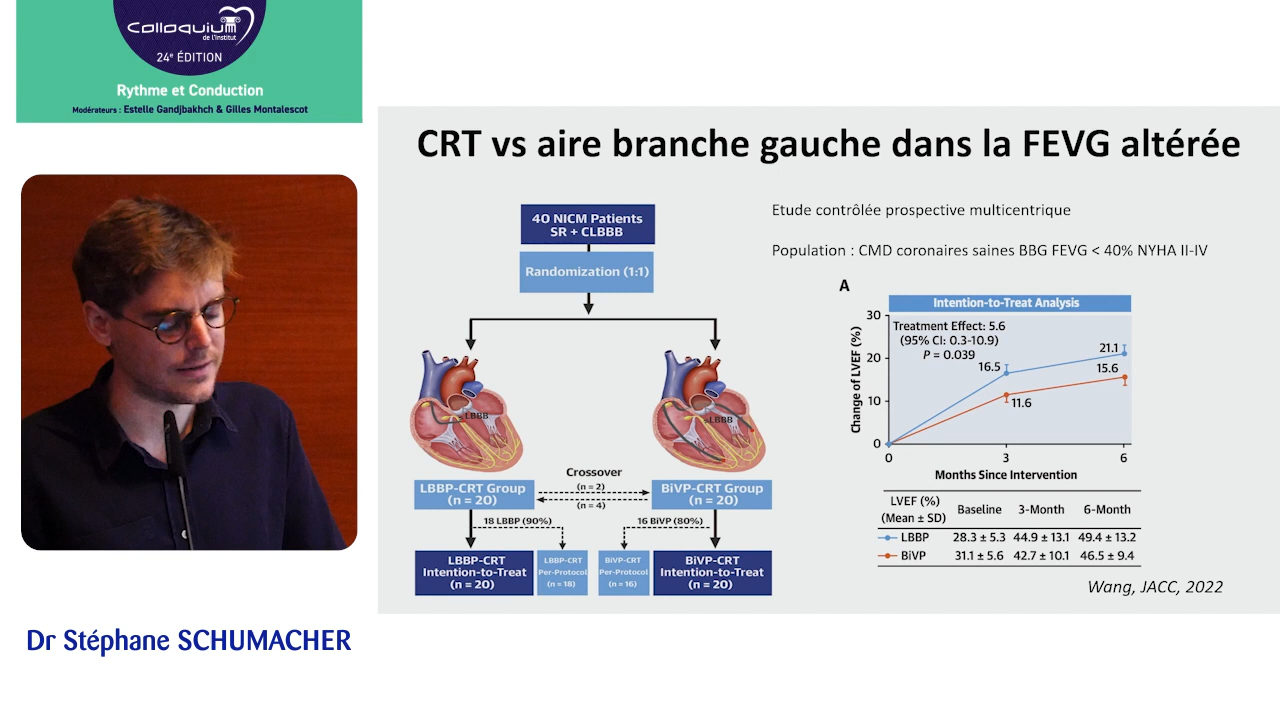 Colloquium
de l'Institut
24e ÉDITION
Rythme et Conduction
Modérateurs : Estelle Gandjbakhch & Gilles Montalescot
Dr Stéphane SCHUMACHER
CRT vs aire branche gauche dans la FEVG altérée
40 NICM Patients
SR + CLBBB
Randomization (1:1)
LBBB
LBBB
Crossover
(n = 2)
(n = 4)
LBBP-CRT Group
(n = 20)
BiVP-CRT Group
(n = 20)
18 LBBP (90%)
16 BiVP (80%)
LBBP-CRT
Intention-to-Treat
(n = 20)
LBBP-CRT
Per-Protocol
(n = 18)
BiVP-CRT
Per-Protocol
(n = 16)
BiVP-CRT
Intention-to-Treat
(n = 20)
Etude contrôlée prospective multicentrique
Population : CMD coronaires saines BBG FEVG < 40% NYHA II-IV
A
Intention-to-Treat Analysis
Change of LVEF (%)
30
20
10
0
Treatment Effect: 5.6
(95% CI: 0.3-10.9)
P = 0.039
16.5
21.1
11.6
15.6
0 3 6
Months Since Intervention
LVEF (%)
(Mean ± SD) Baseline 3-Month 6-Month
LBBP 28.3 ± 5.3 44.9 ± 13.1 49.4 ± 13.2
BiVP 31.1 ± 5.6 42.7 ± 10.1 46.5 ± 9.4
Wang, JACC, 2022